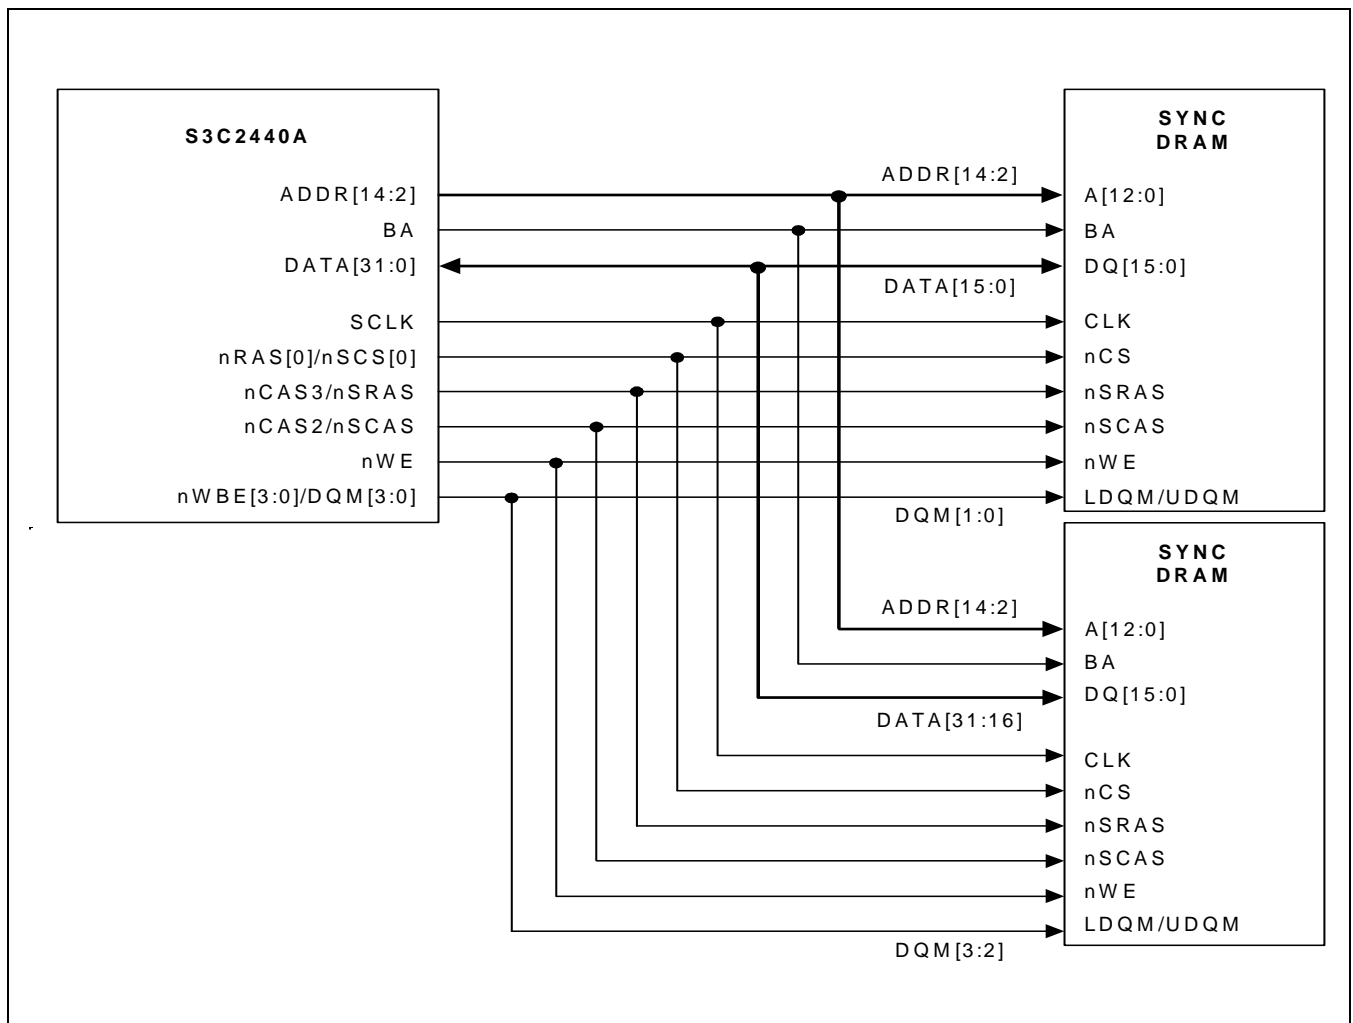 S3C2440A
ADDR[14:2]
BA
DATA[31:0]
SCLK
nRAS[0]/nSCS[0]
nCAS3/nSRAS
nCAS2/nSCAS
nWE
nWBE[3:0]/DQM[3:0]
ADDR[14:2]
DATA[15:0]
DQM[1:0]
SYNC
DRAM
A[12:0]
BA
DQ[15:0]
CLK
nCS
nSRAS
nSCAS
nWE
LDQM/UDQM
ADDR[14:2]
DATA[31:16]
DQM[3:2]
SYNC
DRAM
A[12:0]
BA
DQ[15:0]
CLK
nCS
nSRAS
nSCAS
nWE
LDQM/UDQM